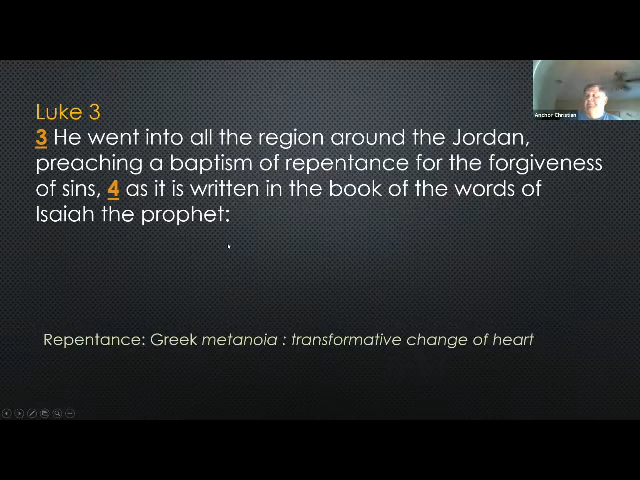 Anchor Christian
Luke 3
3 He went into all the region around the Jordan,
preaching a baptism of repentance for the forgiveness
of sins, 4 as it is written in the book of the words of
Isaiah the prophet:
Repentance: Greek metanoia : transformative change of heart